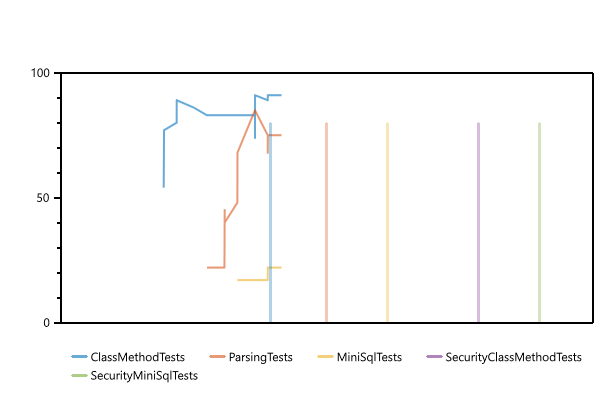 100
50
0
ClassMethodTests ParsingTests MiniSqlTests SecurityClassMethodTests
SecurityMiniSqlTests